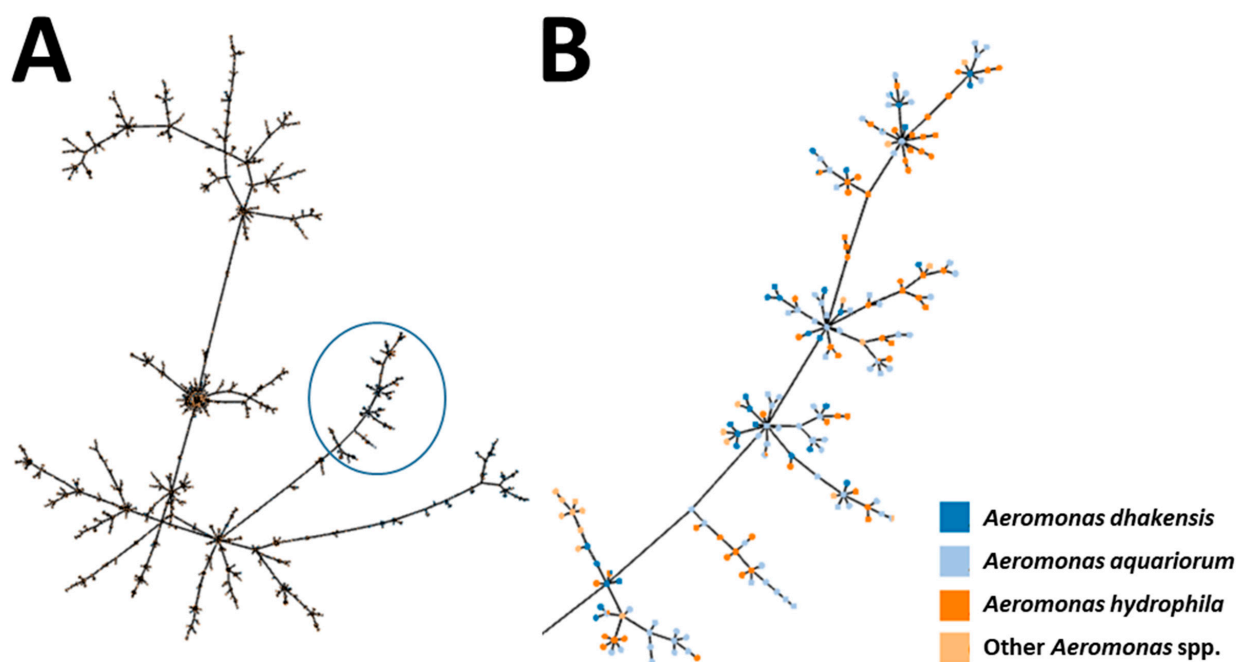 A
B
Aeromonas dhakensis
Aeromonas aquariorum
Aeromonas hydrophila
Other Aeromonas spp.